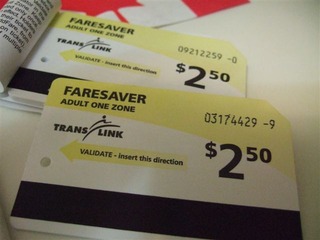 FARESAVER
ADULT ONE ZONE
09212259 -0
TRANS LINK
VALIDATE - insert this direction
$2.50
FARESAVER
ADULT ONE ZONE
03174429 -9
TRANS LINK
VALIDATE - insert this direction
$2.50